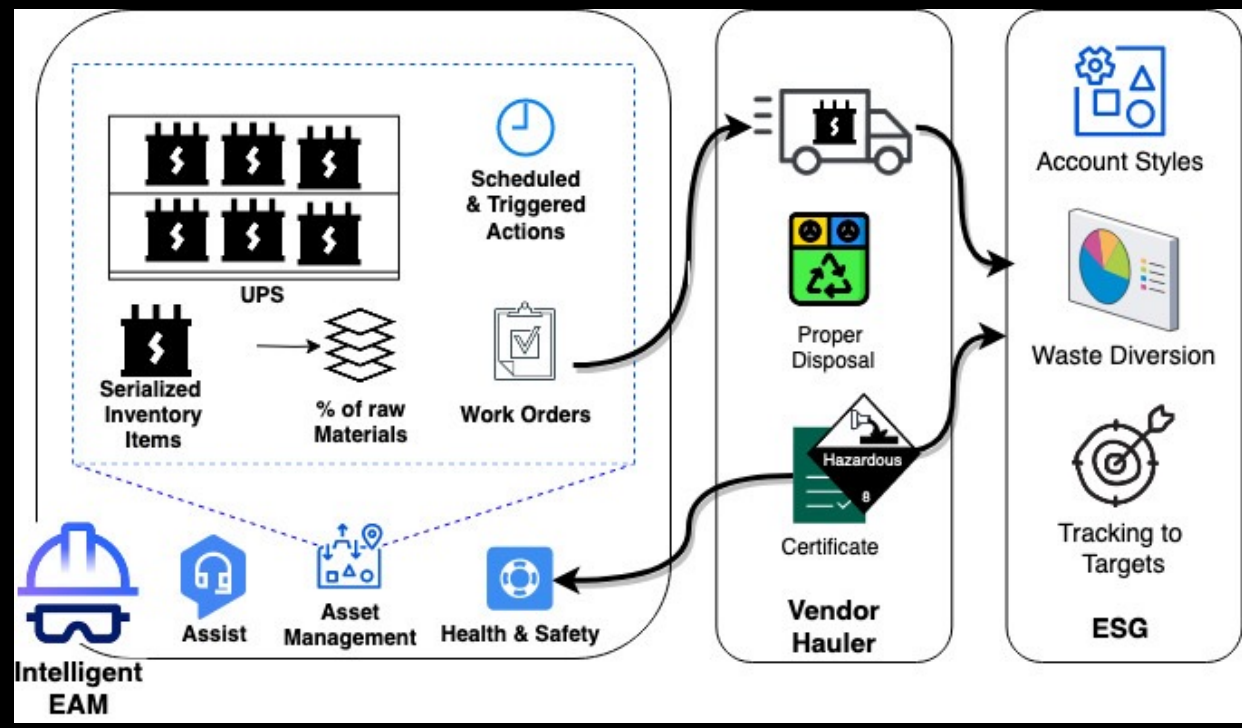 UPS
Scheduled
& Triggered
Actions
Serialized
Inventory
Items
% of raw
Materials
Work Orders
Intelligent
EAM
Assist
Asset
Management
Health & Safety
Proper
Disposal
Hazardous
8
Certificate
Vendor
Hauler
Account Styles
Waste Diversion
Tracking to
Targets
ESG